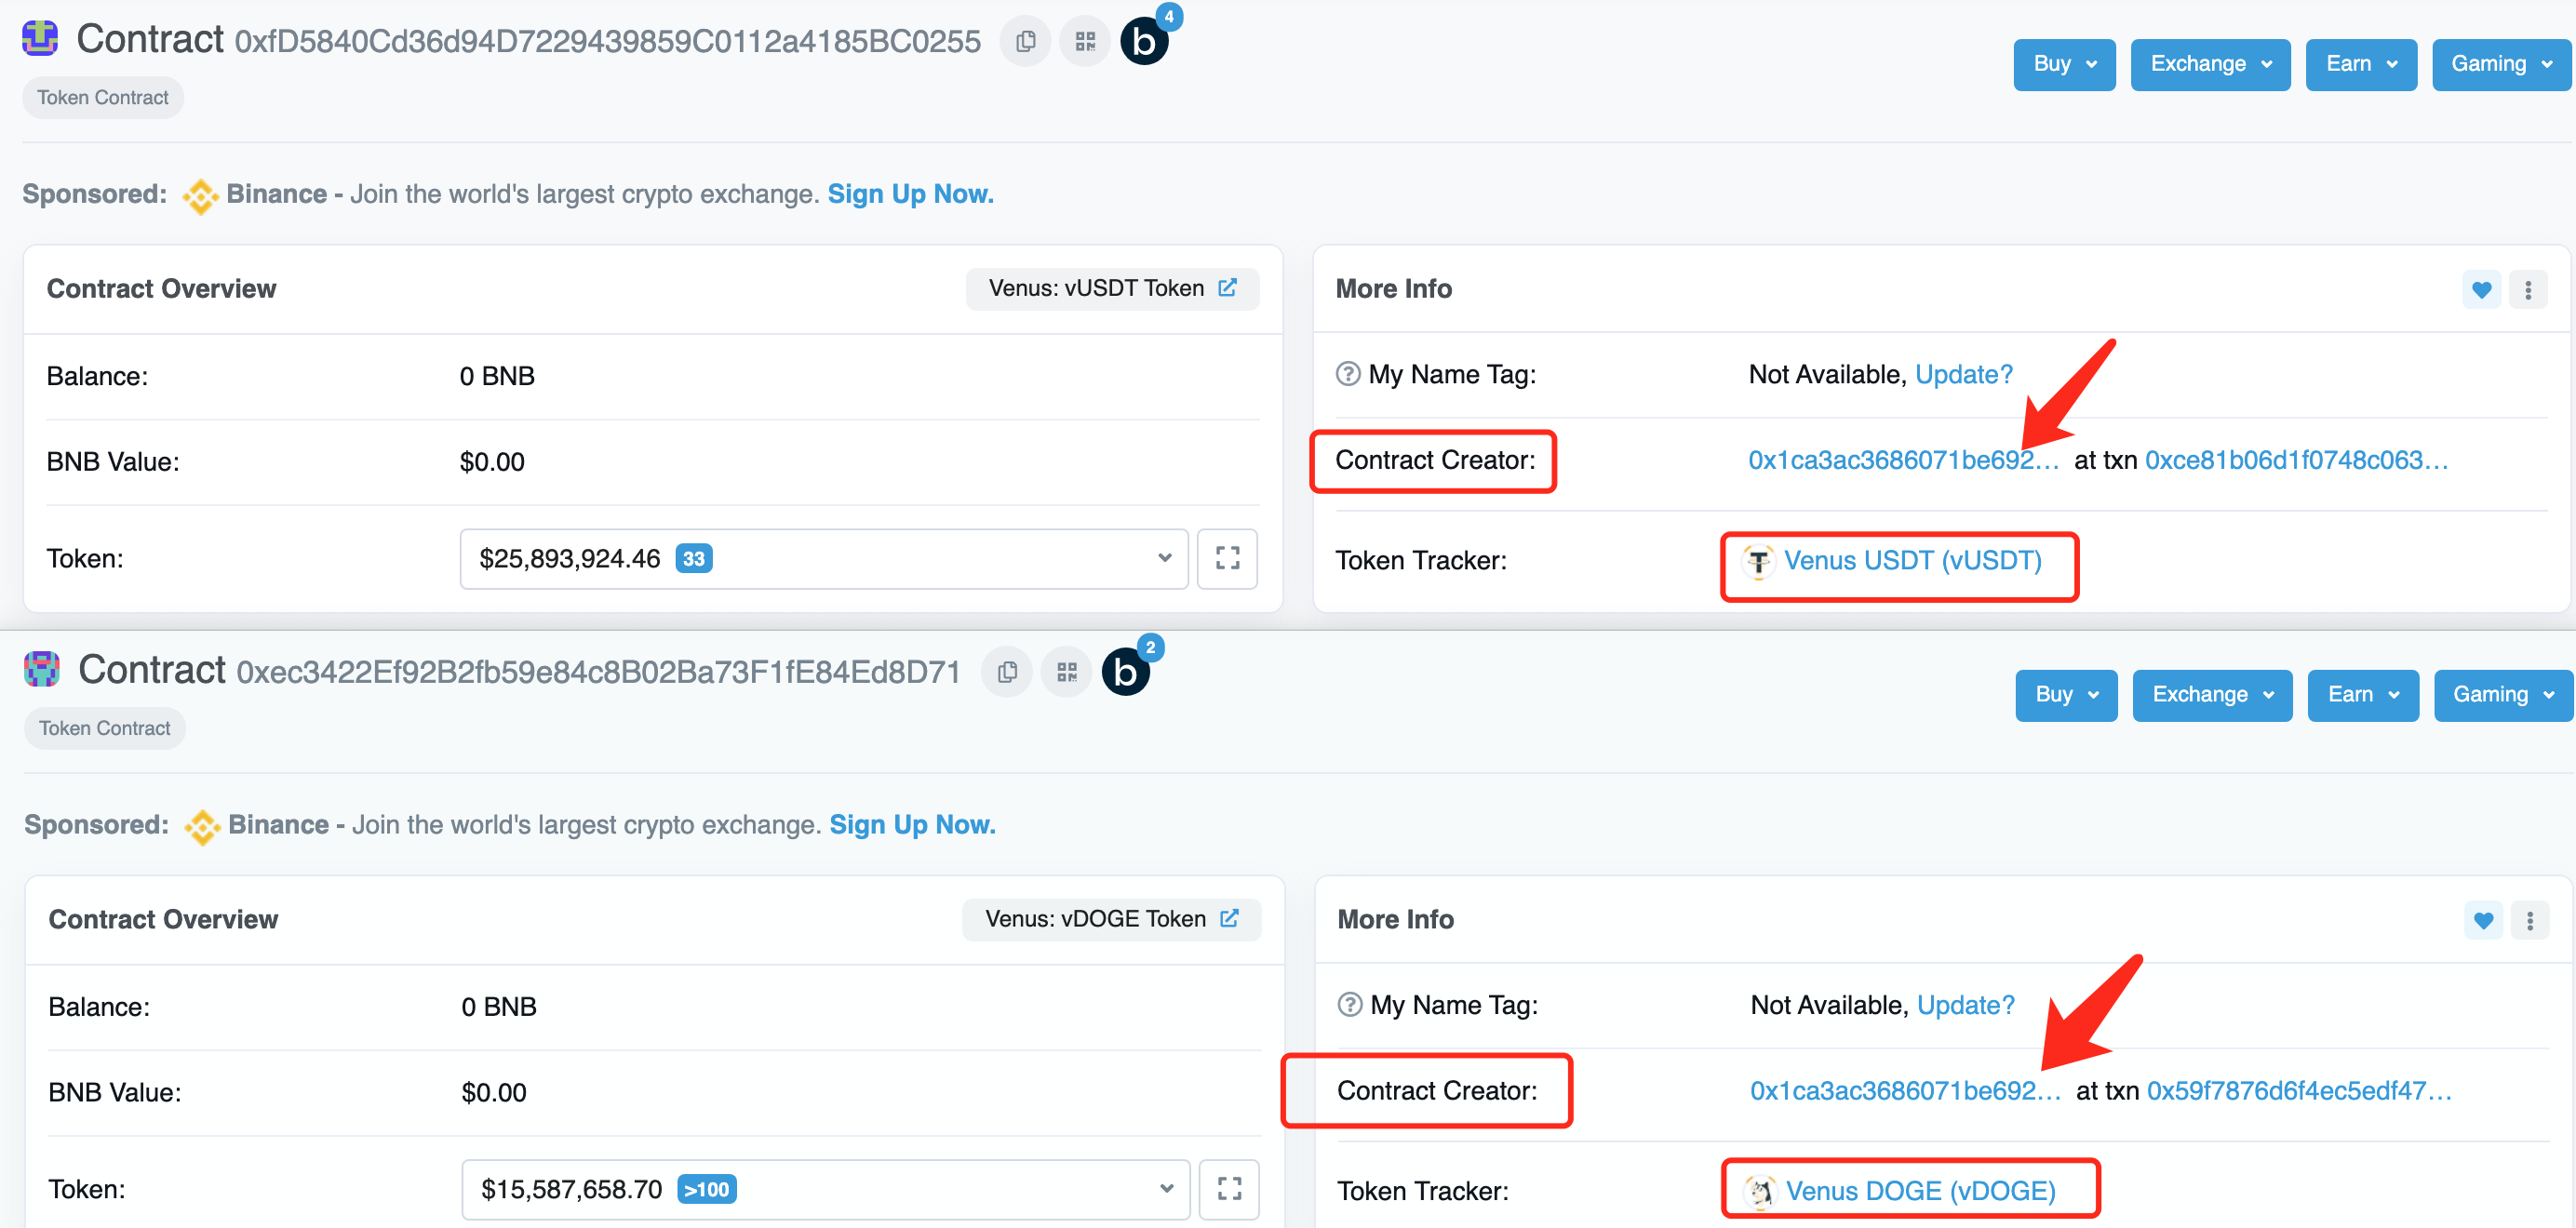 Contract 0xfD5840Cd36d94D7229439859C0112a4185BC0255 b 4
Buy Exchange Earn Gaming
Token Contract
Sponsored: Binance - Join the world's largest crypto exchange. Sign Up Now.
Contract Overview Venus: vUSDT Token
More Info
Balance: 0 BNB
? My Name Tag: Not Available, Update?
BNB Value: $0.00
Contract Creator: 0x1ca3ac3686071be692... at txn 0xce81b06d1f0748c063...
Token: $25,893,924.46 33
Token Tracker: Venus USDT (vUSDT)
Contract 0xec3422Ef92B2fb59e84c8B02Ba73F1fE84Ed8D71 b 2
Buy Exchange Earn Gaming
Token Contract
Sponsored: Binance - Join the world's largest crypto exchange. Sign Up Now.
Contract Overview Venus: vDOGE Token
More Info
Balance: 0 BNB
? My Name Tag: Not Available, Update?
BNB Value: $0.00
Contract Creator: 0x1ca3ac3686071be692... at txn 0x59f7876d6f4ec5edf47...
Token: $15,587,658.70 >100
Token Tracker: Venus DOGE (vDOGE)